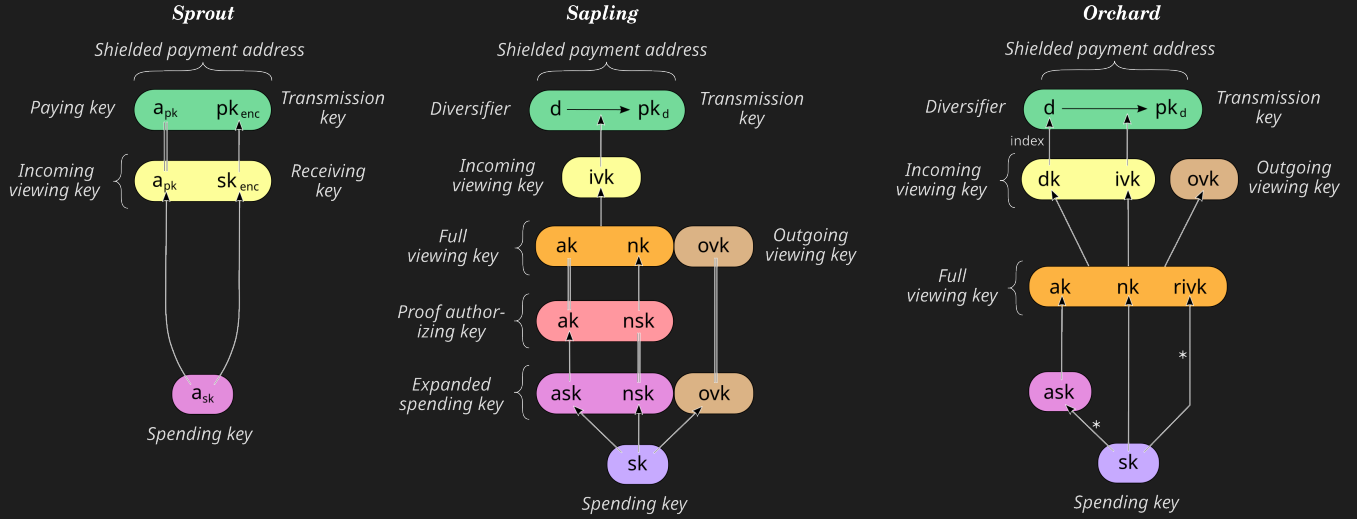 Sprout
Shielded payment address
Paying key
a_pk pk_enc
Transmission
key
Incoming
viewing key
a_pk sk_enc
Receiving
key
a_sk
Spending key
Sapling
Shielded payment address
Diversifier
d pk_d
Transmission
key
Incoming
viewing key
ivk
Full
viewing key
ak nk ovk
Outgoing
viewing key
Proof author-
izing key
ak nsk
Expanded
spending key
ask nsk ovk
sk
Spending key
Orchard
Shielded payment address
Diversifier
d pk_d
Transmission
key
index
Incoming
viewing key
dk ivk ovk
Outgoing
viewing key
Full
viewing key
ak nk rivk
*
ask
*
sk
Spending key